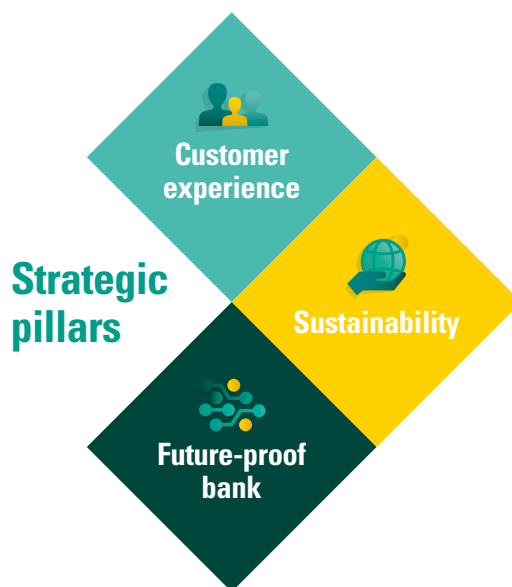 Customer
experience
Strategic
pillars
Sustainability
Future-proof
bank